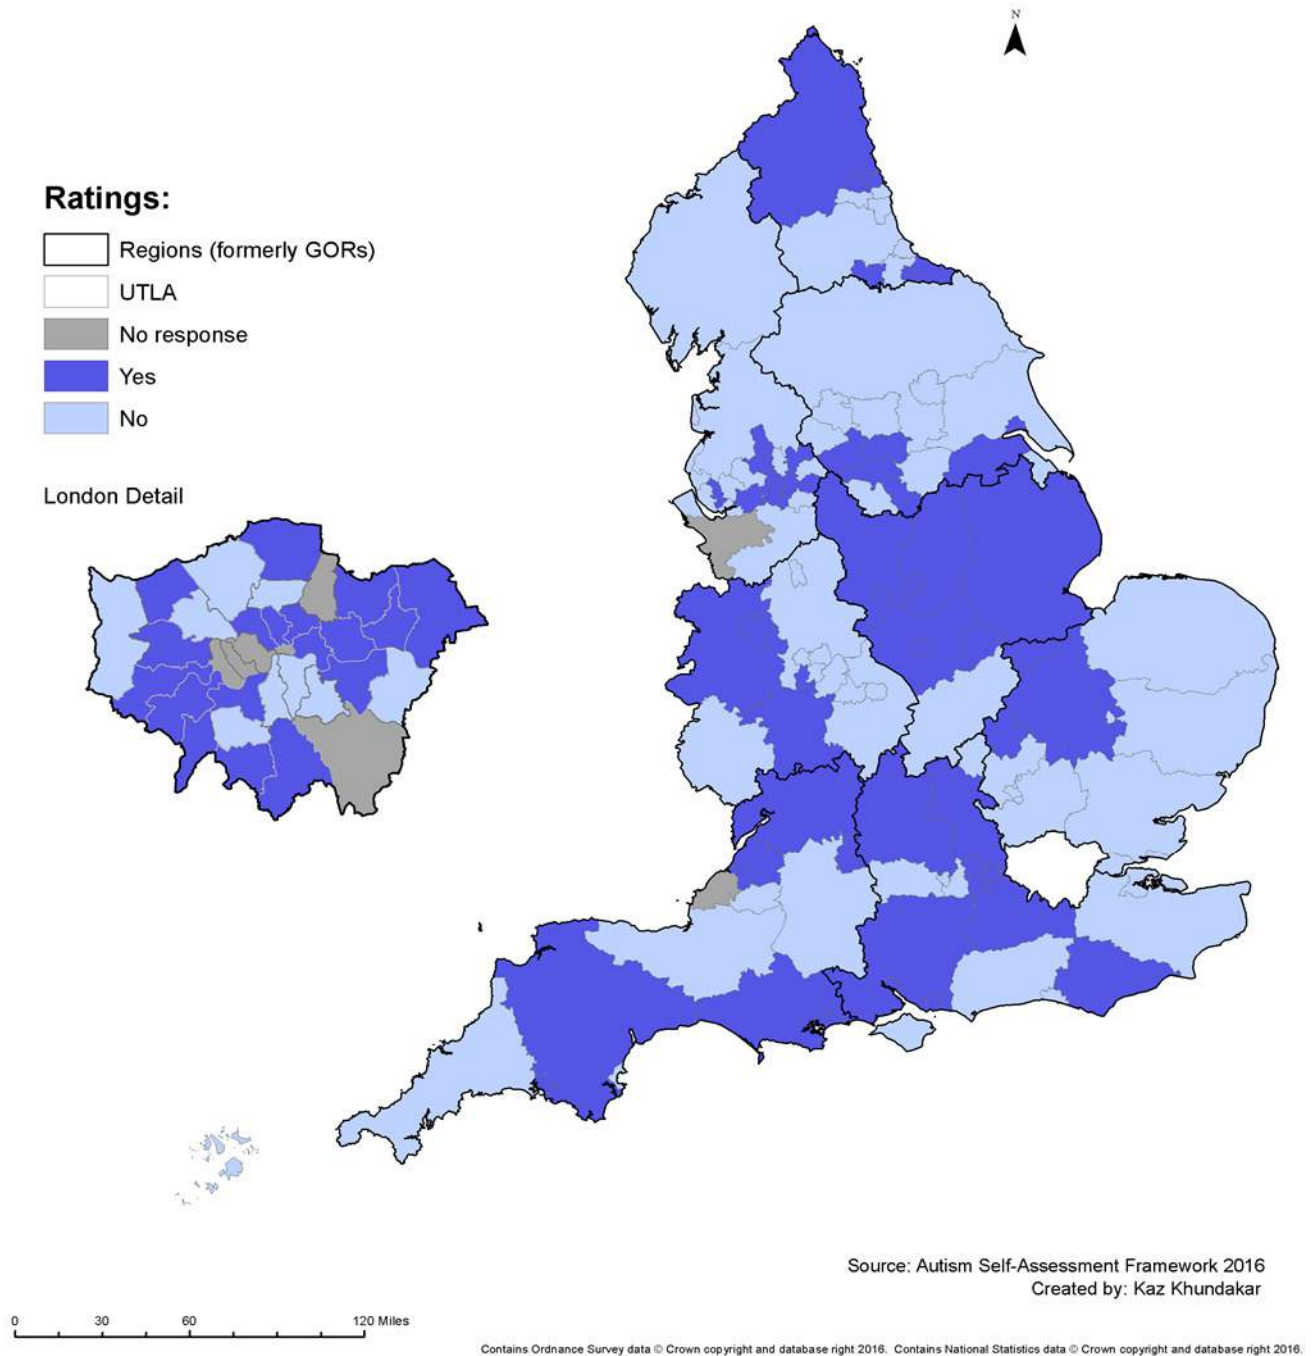 N
Ratings:
Regions (formerly GORs)
UTLA
No response
Yes
No
London Detail
Source: Autism Self-Assessment Framework 2016
Created by: Kaz Khundakar
0 30 60 120 Miles
Contains Ordnance Survey data © Crown copyright and database right 2016. Contains National Statistics data © Crown copyright and database right 2016.